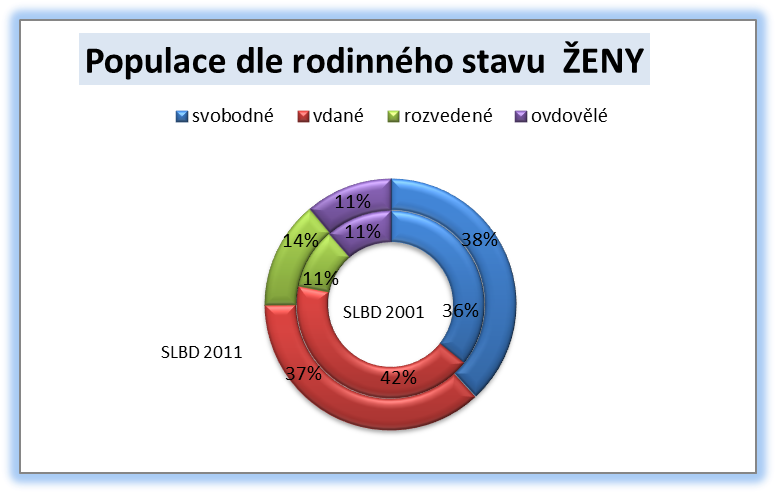 Populace dle rodinného stavu ŽENY
svobodné vdané rozvedené ovdovělé
11%
11%
14%
38%
11%
36%
SLBD 2001
SLBD 2011
37%
42%